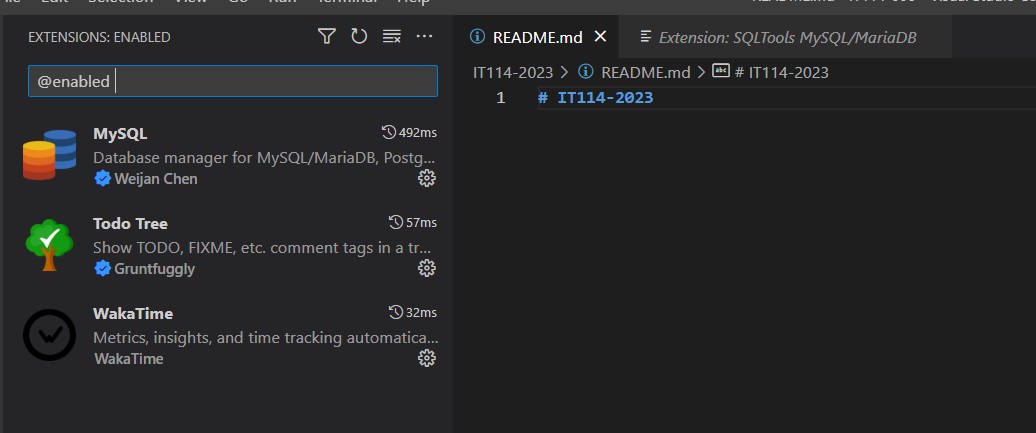 EXTENSIONS: ENABLED
@enabled
MySQL 492ms
Database manager for MySQL/MariaDB, Postg...
Weijan Chen
Todo Tree 57ms
Show TODO, FIXME, etc. comment tags in a tr...
Gruntfuggly
WakaTime 32ms
Metrics, insights, and time tracking automatica...
WakaTime
README.md
Extension: SQLTools MySQL/MariaDB
IT114-2023 > README.md > abc # IT114-2023
1 # IT114-2023